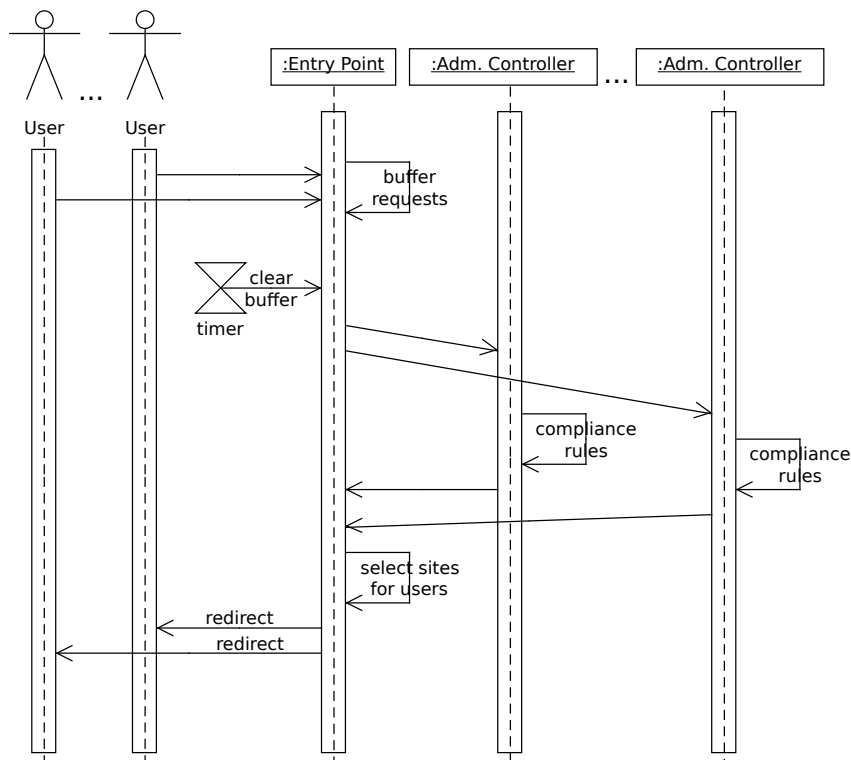 :Entry Point
:Adm. Controller
...
:Adm. Controller
...
User
User
buffer
requests
clear
buffer
timer
compliance
rules
compliance
rules
select sites
for users
redirect
redirect